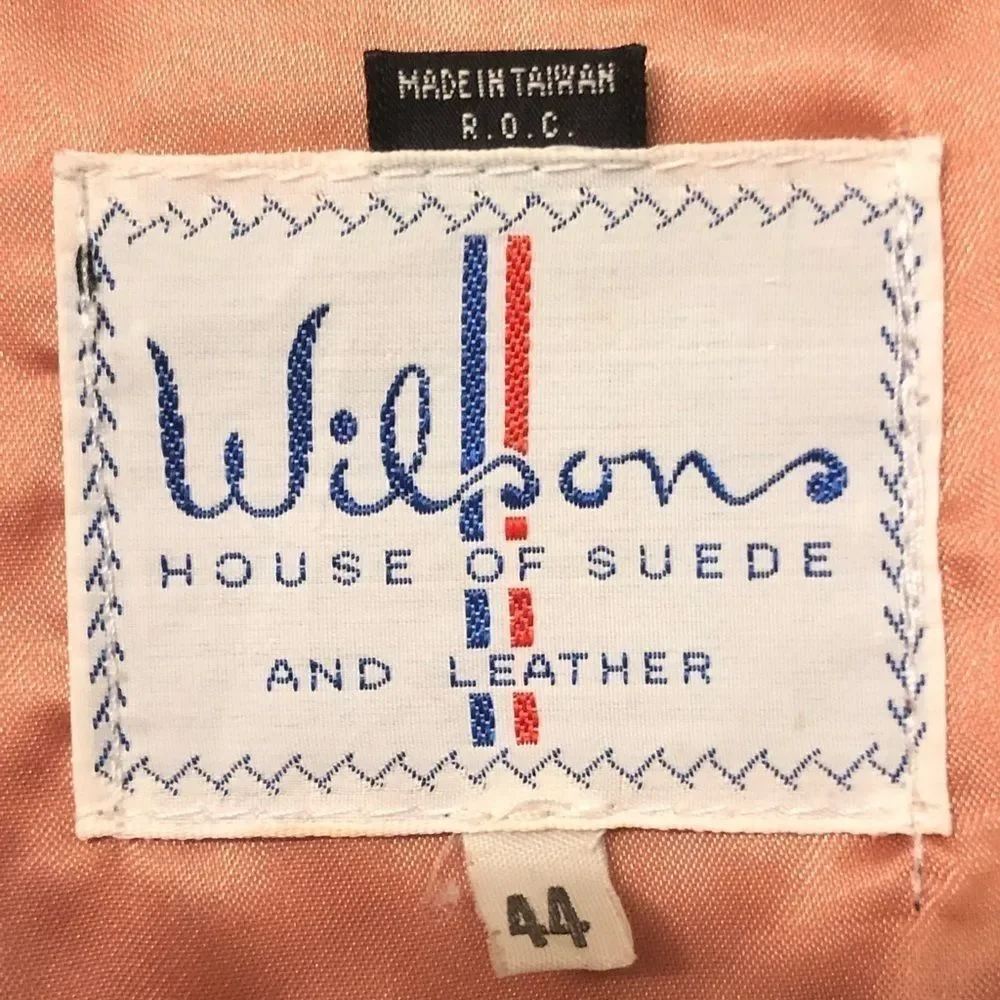 MADE IN TAIWAN
R.O.C.
Wilsons
HOUSE OF SUEDE
AND LEATHER
44